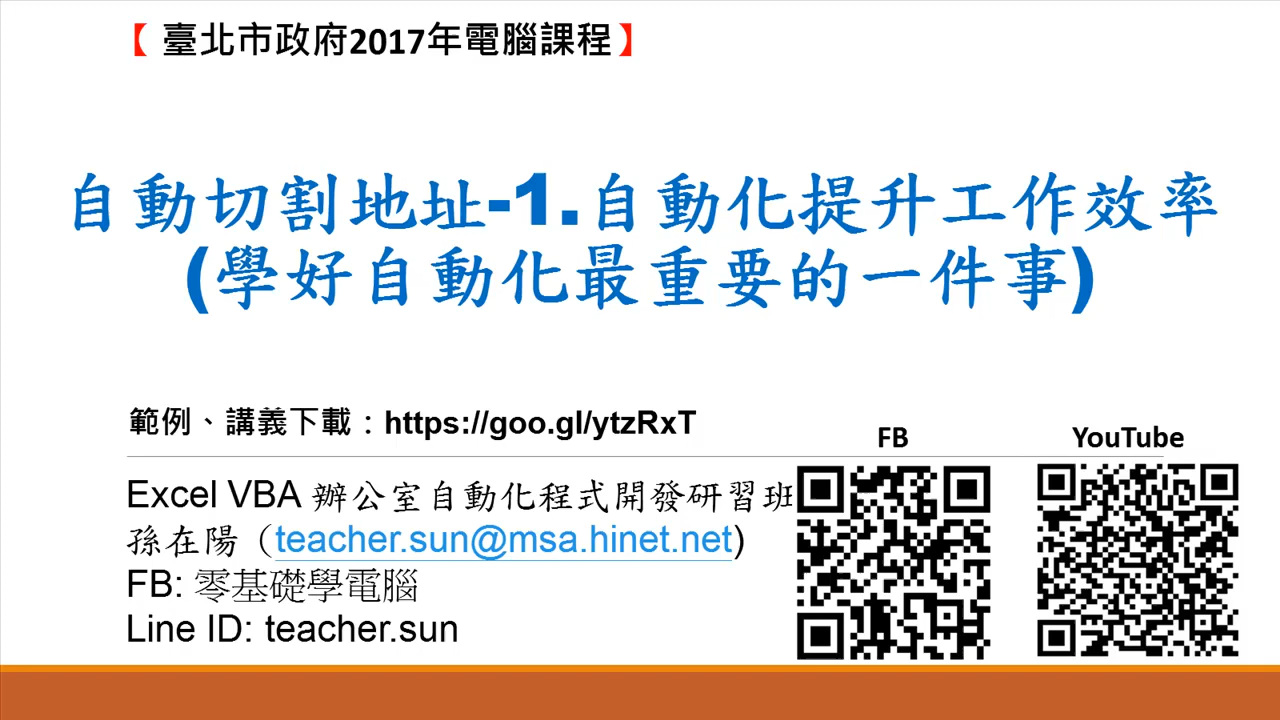 【 臺北市政府2017年電腦課程】
自動切割地址-1.自動化提升工作效率
(學好自動化最重要的一件事)
範例、講義下載：https://goo.gl/ytzRxT
FB
YouTube
Excel VBA 辦公室自動化程式開發研習班
孫在陽（teacher.sun@msa.hinet.net)
FB: 零基礎學電腦
Line ID: teacher.sun